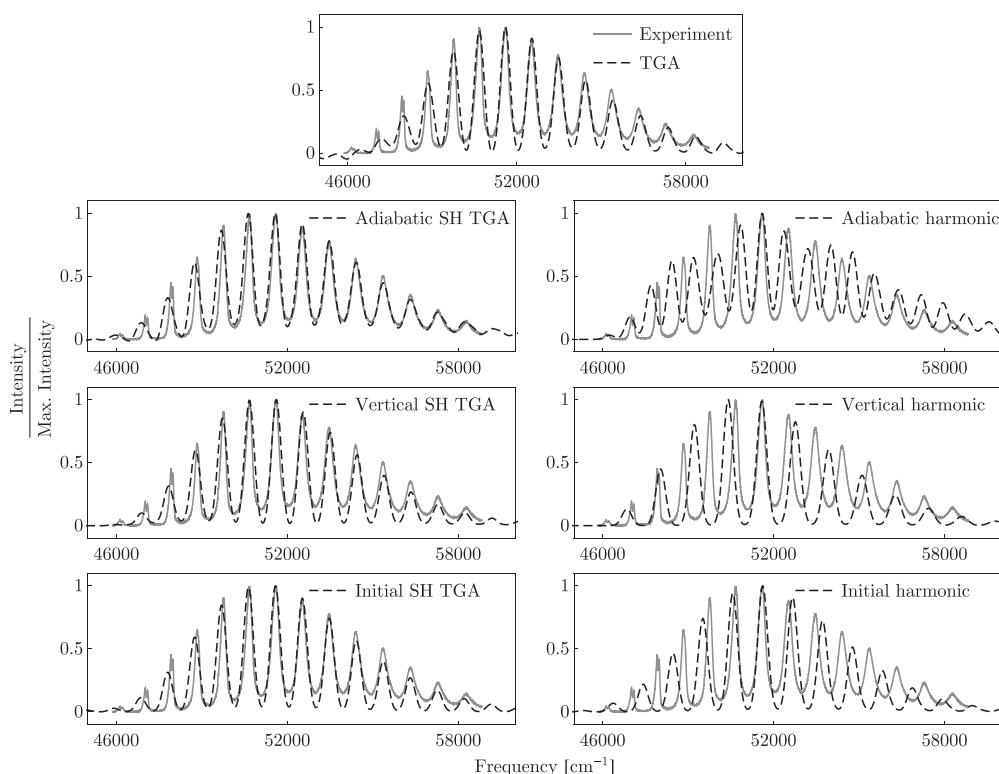 1
0.5
0
Experiment
TGA
46000 52000 58000
1
0.5
0
Adiabatic SH TGA
46000 52000 58000
1
0.5
0
Adiabatic harmonic
46000 52000 58000
Intensity
Max. Intensity
1
0.5
0
Vertical SH TGA
46000 52000 58000
1
0.5
0
Vertical harmonic
46000 52000 58000
1
0.5
0
Initial SH TGA
46000 52000 58000
1
0.5
0
Initial harmonic
46000 52000 58000
Frequency [cm⁻¹]